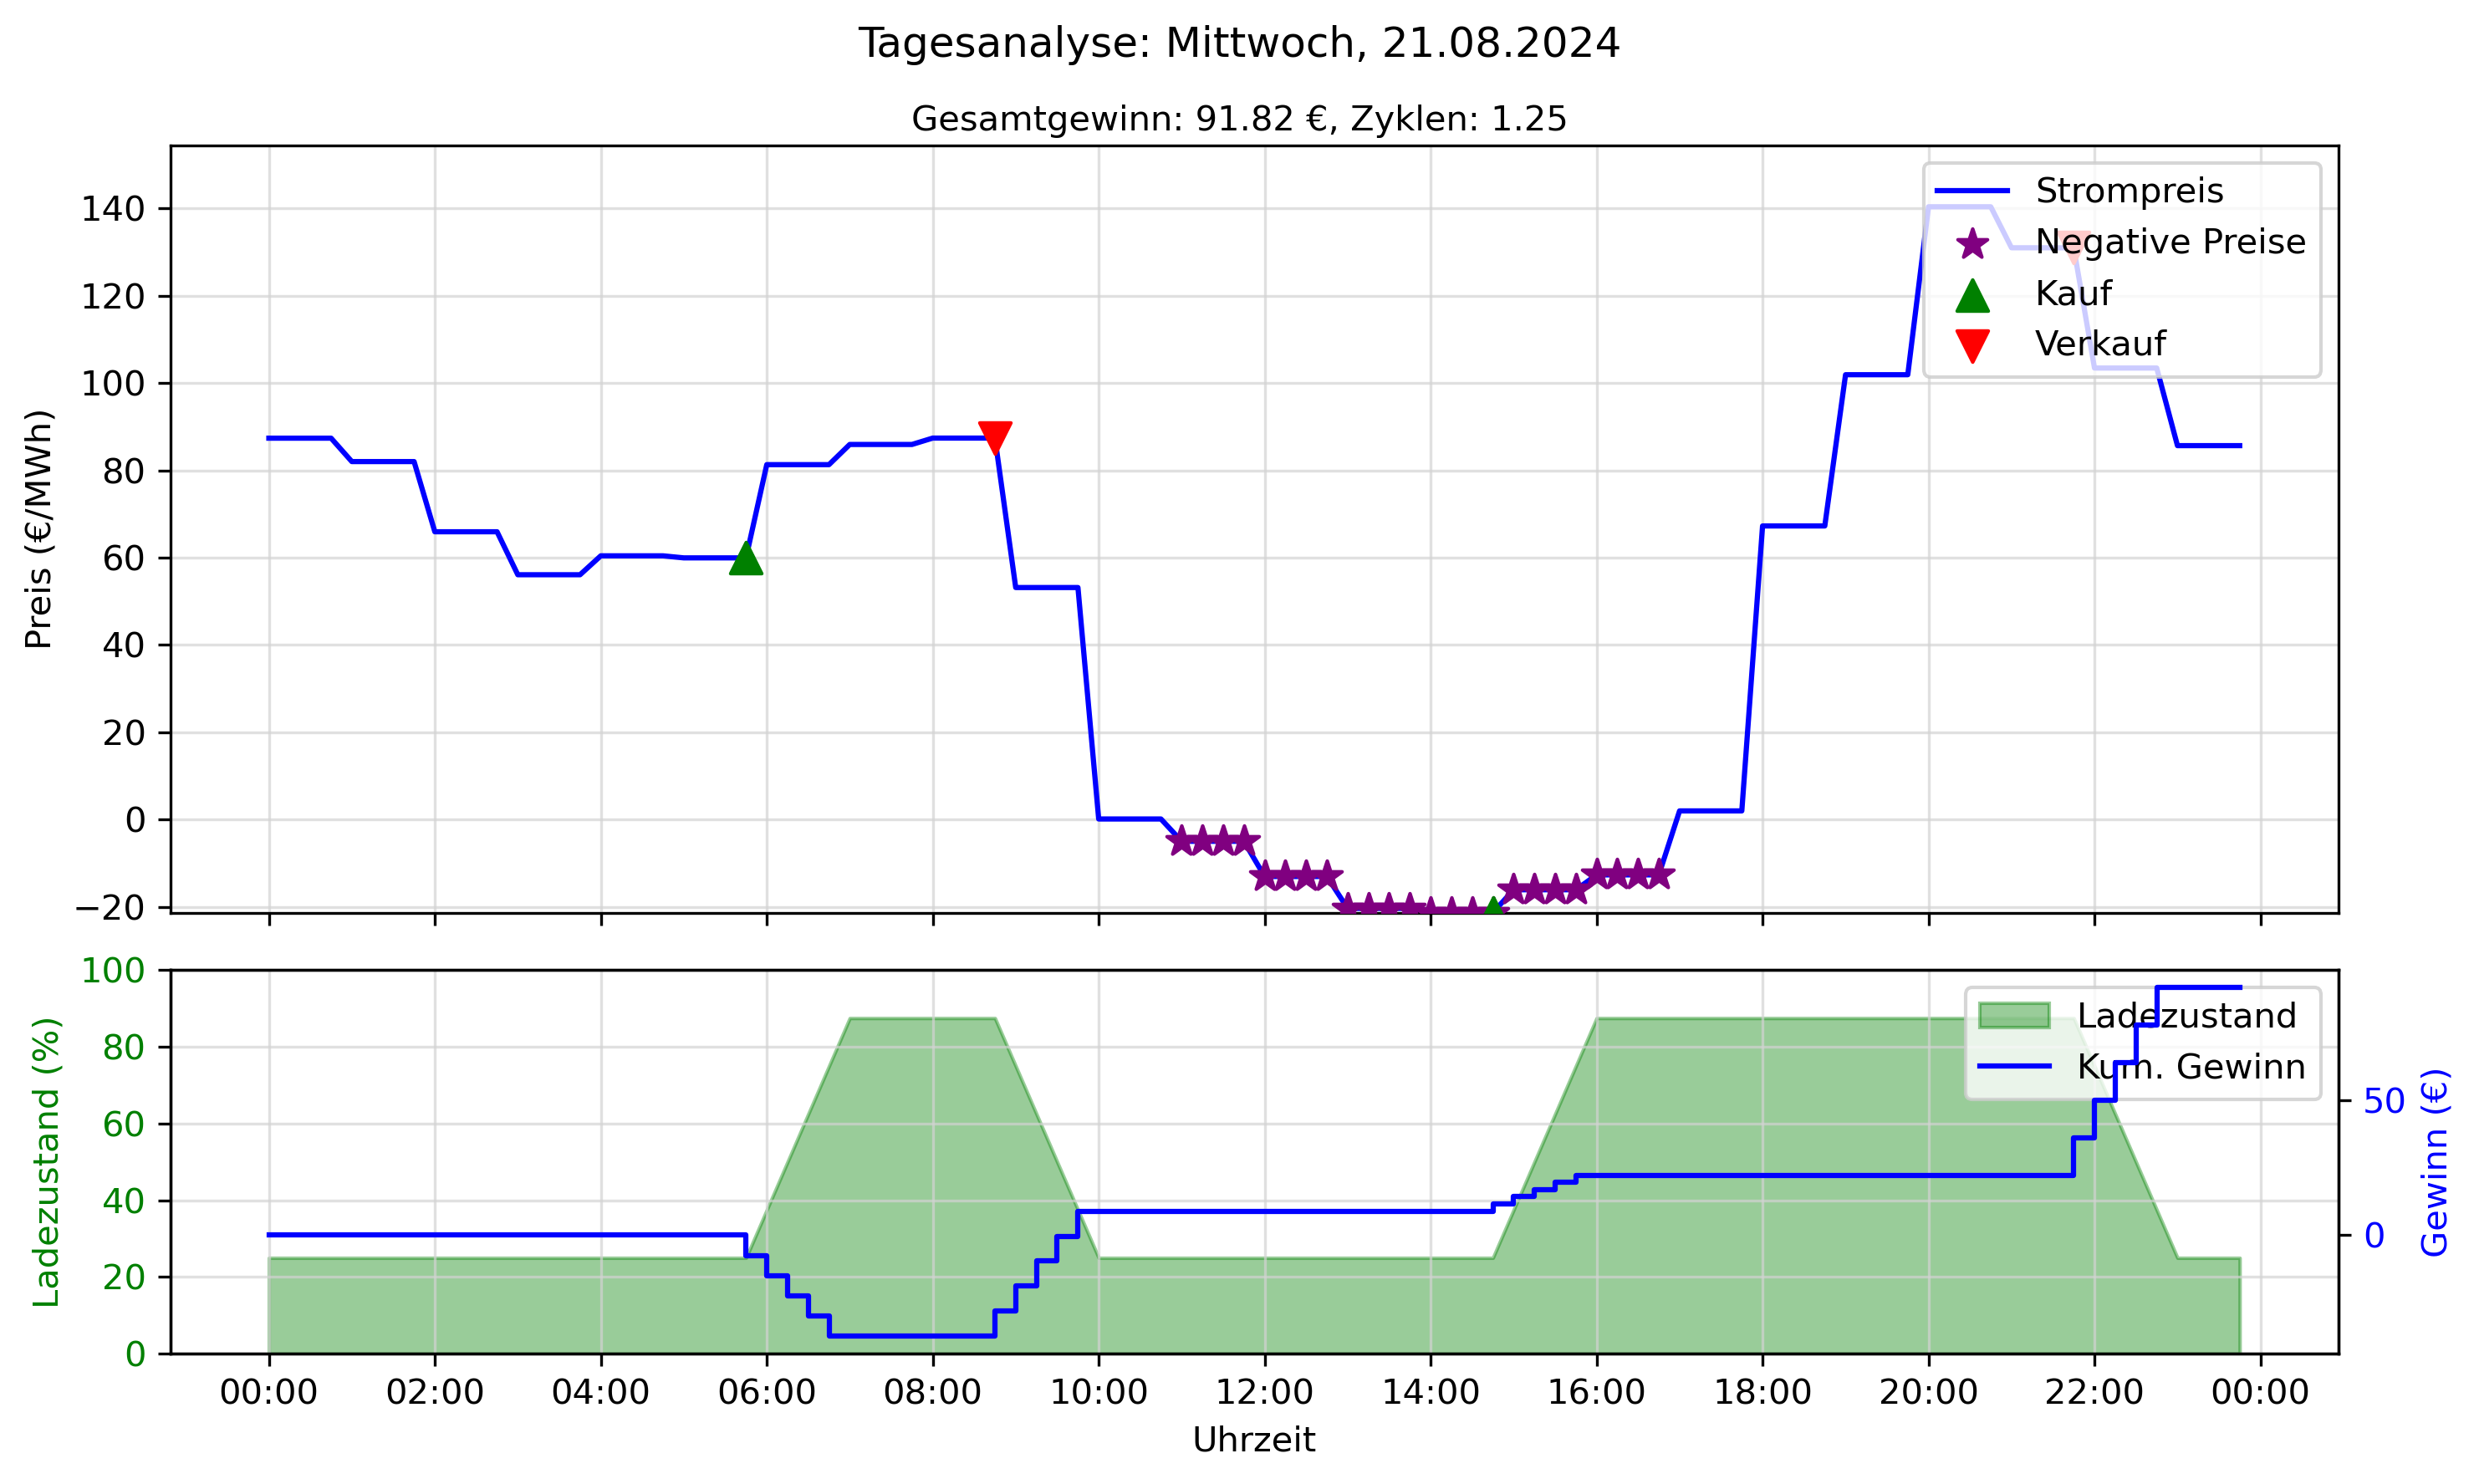 Tagesanalyse: Mittwoch, 21.08.2024
Gesamtgewinn: 91.82 €, Zyklen: 1.25
Preis (€/MWh)
140
120
100
80
60
40
20
0
−20
Strompreis
Negative Preise
Kauf
Verkauf
Ladezustand (%)
100
80
60
40
20
0
Ladezustand
Kum. Gewinn
50
0
Gewinn (€)
00:00 02:00 04:00 06:00 08:00 10:00 12:00 14:00 16:00 18:00 20:00 22:00 00:00
Uhrzeit